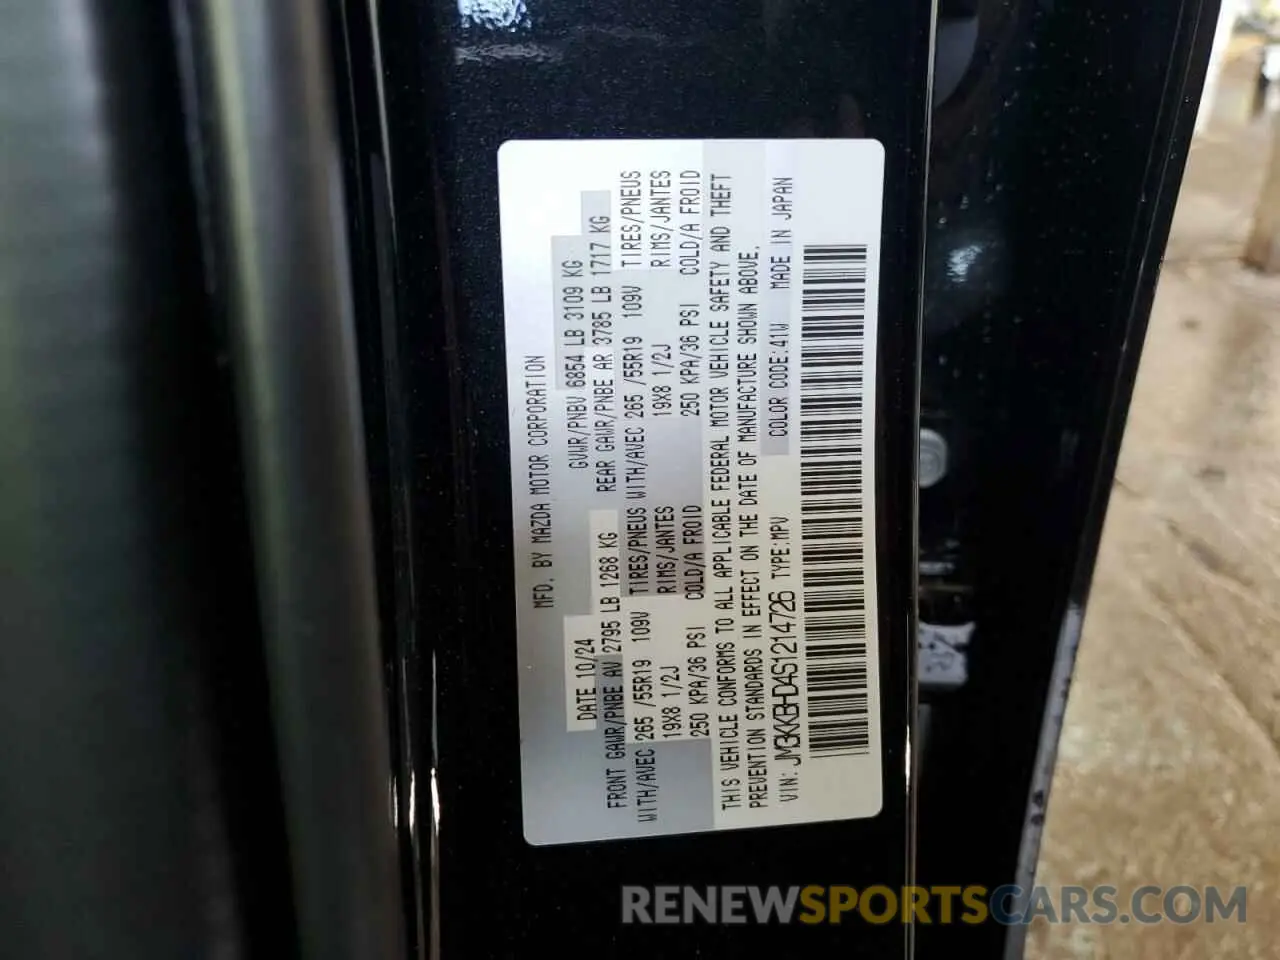 MFD. BY MAZDA MOTOR CORPORATION
DATE 10/24 GVWR/PNBV 6854 LB 3109 KG
FRONT GAWR/PNBE AV 2795 LB 1268 KG REAR GAWR/PNBE AR 3785 LB 1717 KG
WITH/AVEC 265 /55R19 109V TIRES/PNEUS WITH/AVEC 265 /55R19 109V TIRES/PNEUS
19X8 1/2J RIMS/JANTES 19X8 1/2J RIMS/JANTES
250 KPA/36 PSI COLD/A FROID 250 KPA/36 PSI COLD/A FROID
THIS VEHICLE CONFORMS TO ALL APPLICABLE FEDERAL MOTOR VEHICLE SAFETY AND THEFT
PREVENTION STANDARDS IN EFFECT ON THE DATE OF MANUFACTURE SHOWN ABOVE.
VIN: JM3KKBHD4S1214726 TYPE:MPV COLOR CODE:41W MADE IN JAPAN
RENEWSPORTSCARS.COM